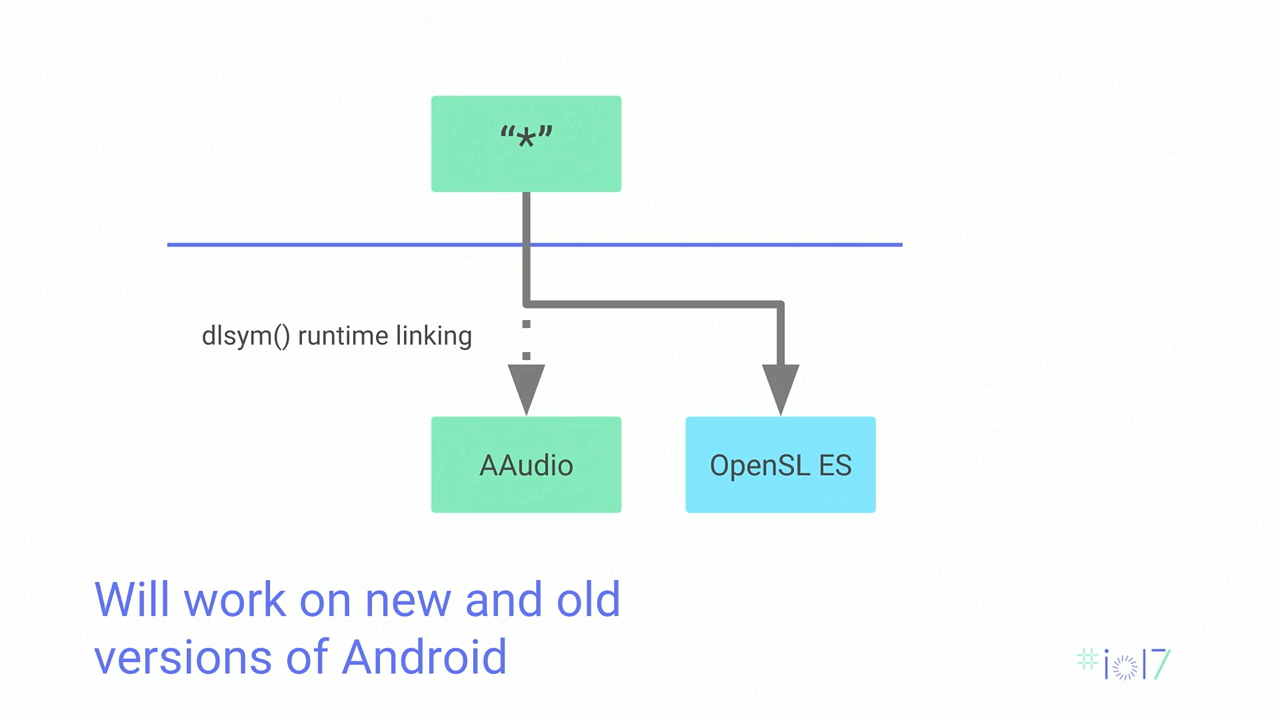 “*”
dlsym() runtime linking
AAudio
OpenSL ES
Will work on new and old
versions of Android
#io17